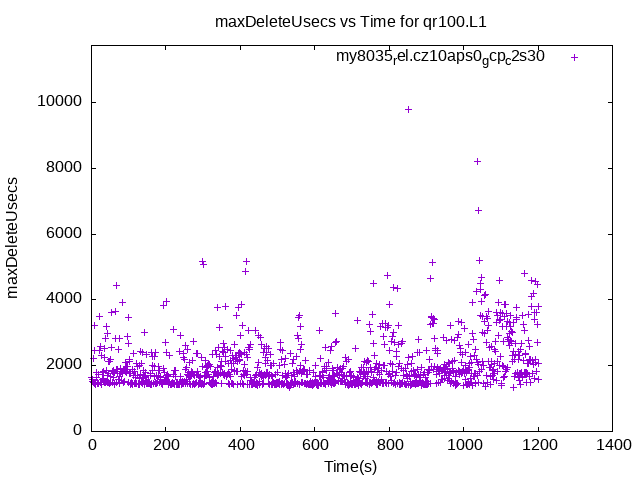 maxDeleteUsecs vs Time for qr100.L1
my8035rel.cz10aps0gcpc2s30
maxDeleteUsecs
10000
8000
6000
4000
2000
0
0 200 400 600 800 1000 1200 1400
Time(s)